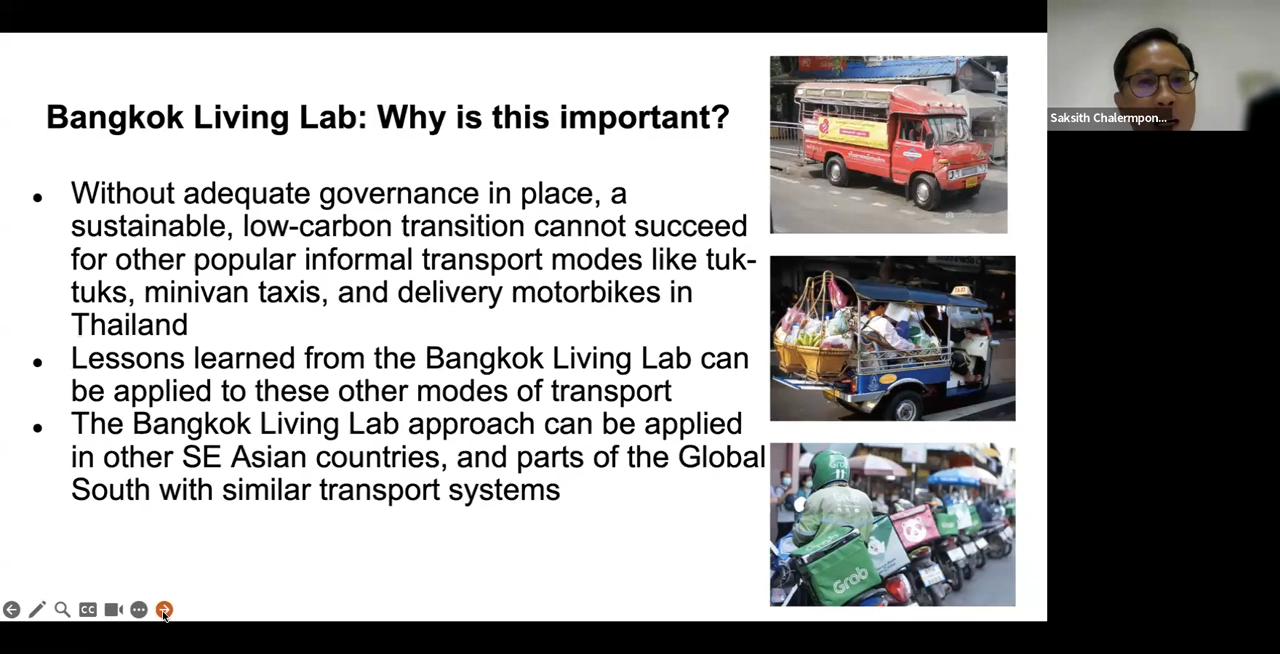 Bangkok Living Lab: Why is this important?
Without adequate governance in place, a
sustainable, low-carbon transition cannot succeed
for other popular informal transport modes like tuk-
tuks, minivan taxis, and delivery motorbikes in
Thailand
Lessons learned from the Bangkok Living Lab can
be applied to these other modes of transport
The Bangkok Living Lab approach can be applied
in other SE Asian countries, and parts of the Global
South with similar transport systems
Saksith Chalermpon...
TAXI
Grab
Grab
CC